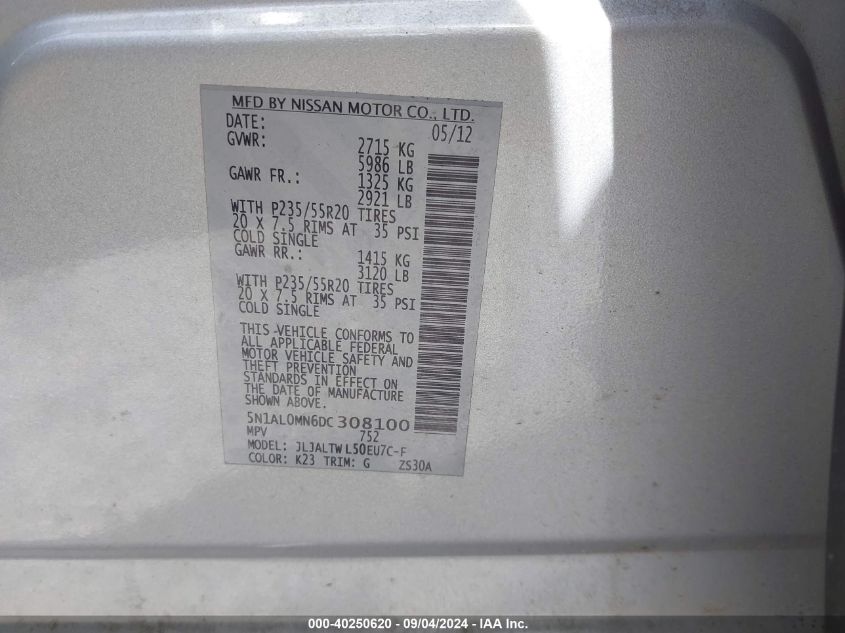 MFD BY NISSAN MOTOR CO., LTD.
DATE: 05/12
GVWR: 2715 KG
5986 LB
GAWR FR.: 1325 KG
2921 LB
WITH P235/55R20 TIRES
20 X 7.5 RIMS AT 35 PSI
COLD SINGLE
GAWR RR.: 1415 KG
3120 LB
WITH P235/55R20 TIRES
20 X 7.5 RIMS AT 35 PSI
COLD SINGLE
THIS VEHICLE CONFORMS TO
ALL APPLICABLE FEDERAL
MOTOR VEHICLE SAFETY AND
THEFT PREVENTION
STANDARDS IN EFFECT ON
THE DATE OF MANUFACTURE
SHOWN ABOVE.
5N1AL0MN6DC308100
MPV 752
MODEL: JLJALTWL50EU7C-F
COLOR: K23 TRIM: G ZS30A
000-40250620 - 09/04/2024 - IAA Inc.